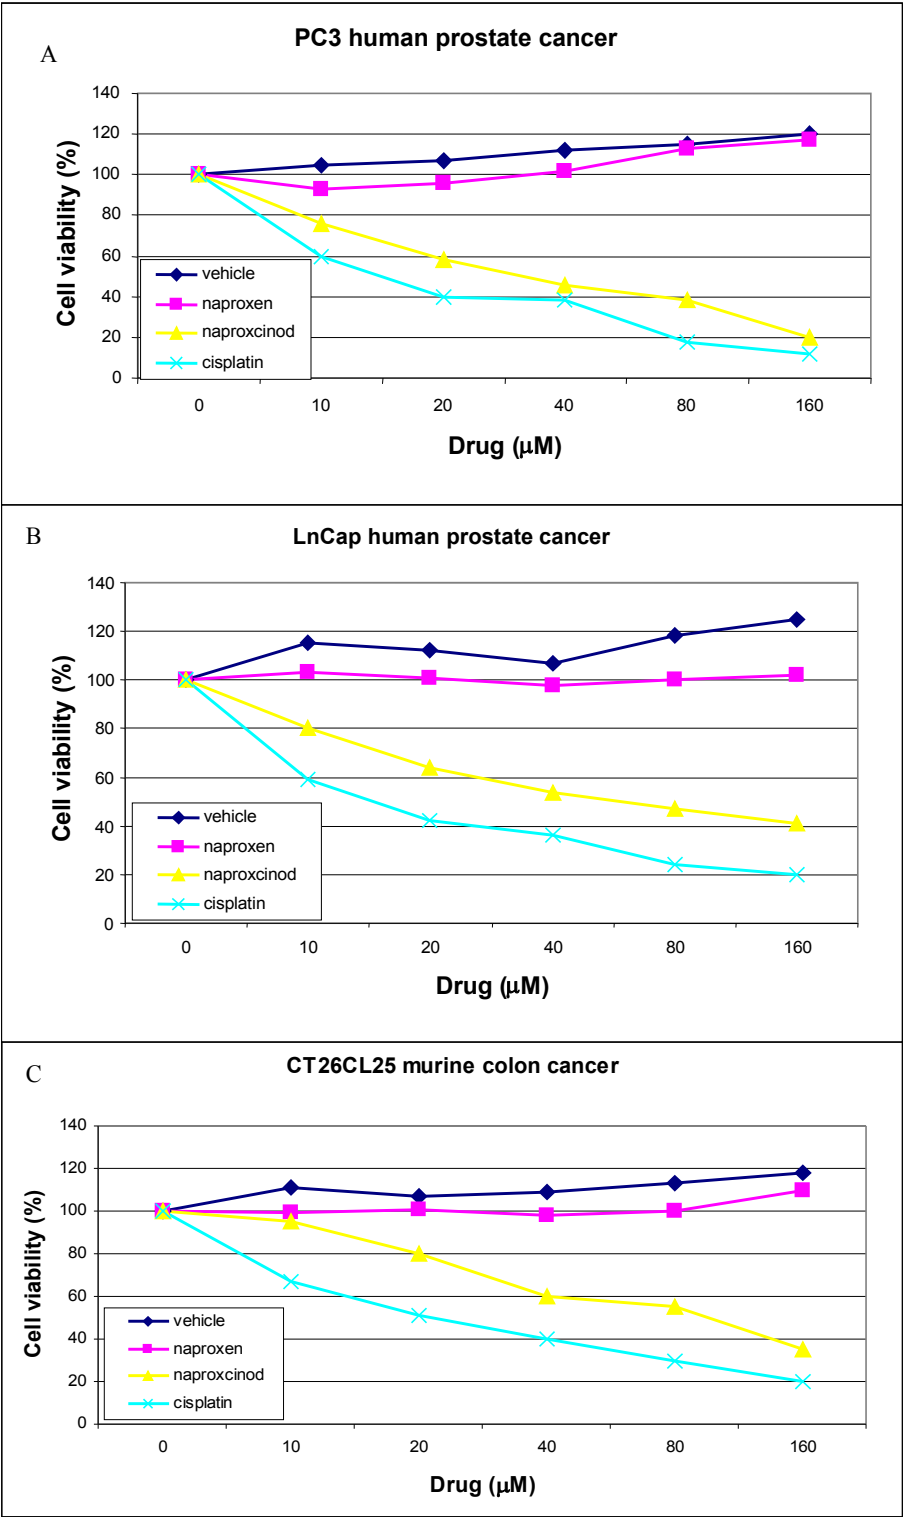 A
PC3 human prostate cancer
Cell viability (%)
140
120
100
80
60
40
20
0
vehicle
naproxen
naproxcinod
cisplatin
0 10 20 40 80 160
Drug (μM)
B
LnCap human prostate cancer
Cell viability (%)
140
120
100
80
60
40
20
0
vehicle
naproxen
naproxcinod
cisplatin
0 10 20 40 80 160
Drug (μM)
C
CT26CL25 murine colon cancer
Cell viability (%)
140
120
100
80
60
40
20
0
vehicle
naproxen
naproxcinod
cisplatin
0 10 20 40 80 160
Drug (μM)